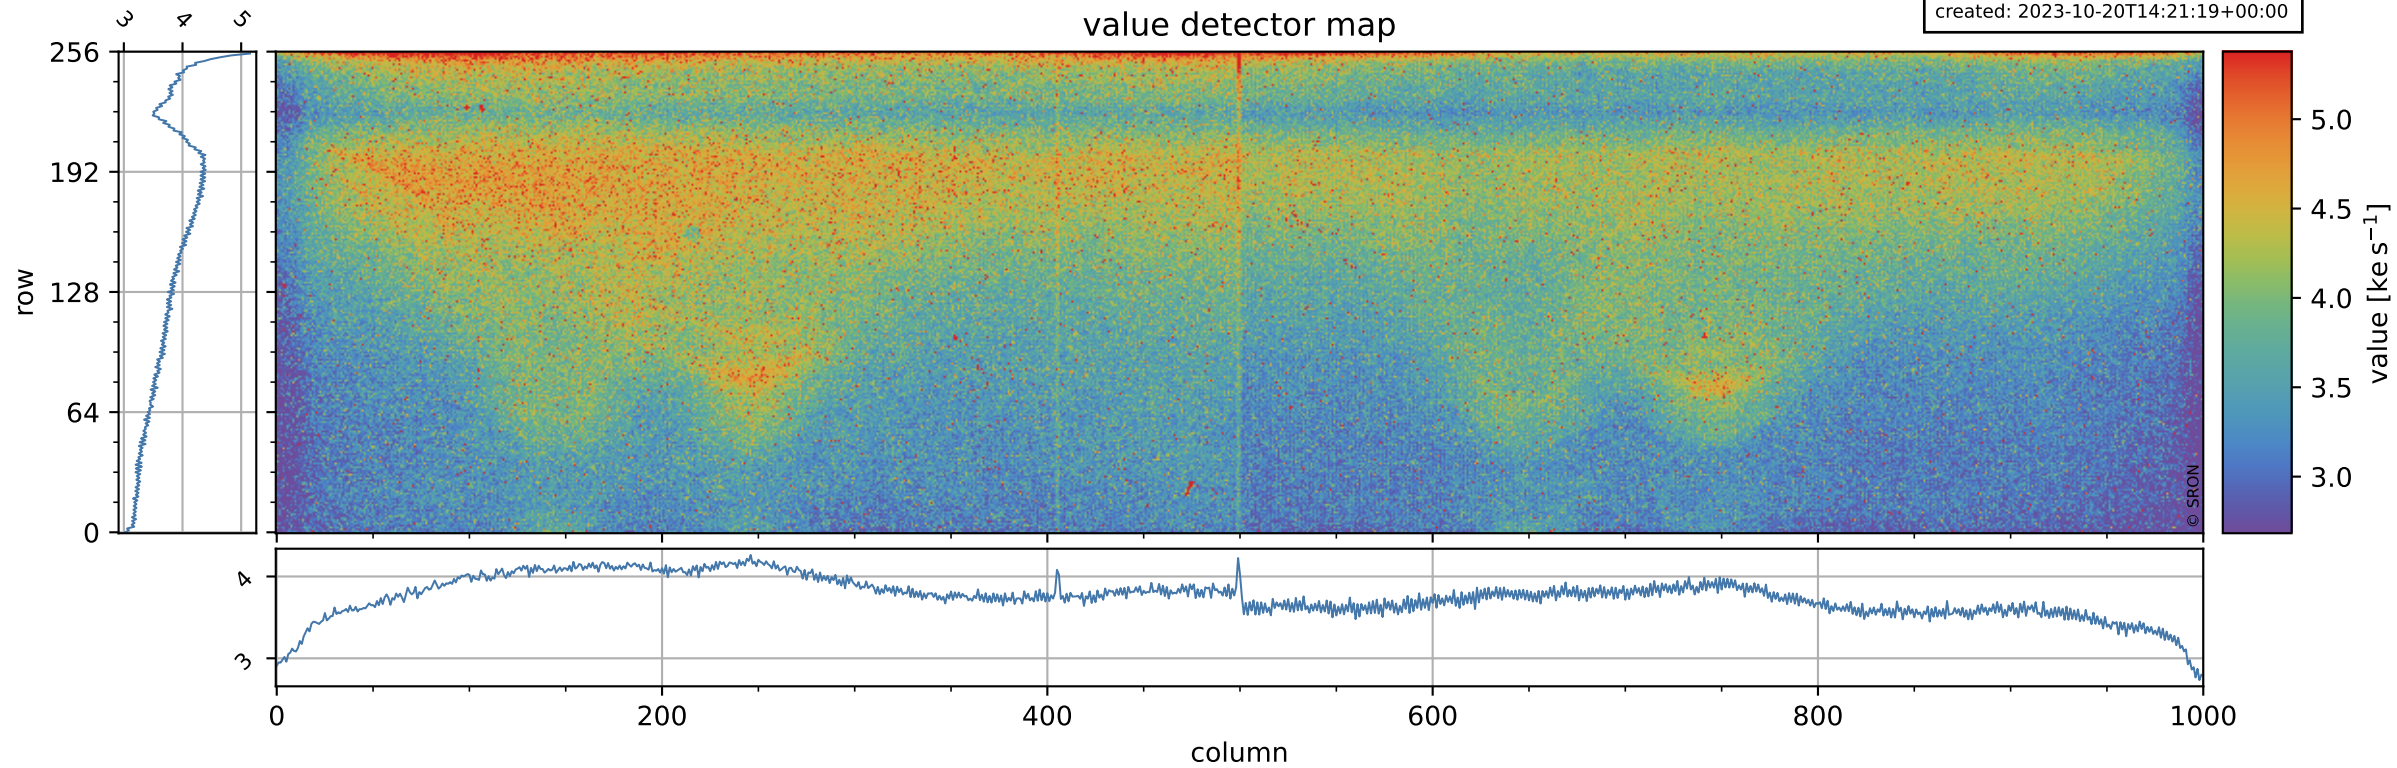 created: 2023-10-20T14:21:19+00:00
value detector map
3 4 5
256
192
128
64
0
row
5.0
4.5
4.0
3.5
3.0
value [ke s⁻¹]
© SRON
4
3
0 200 400 600 800 1000
column